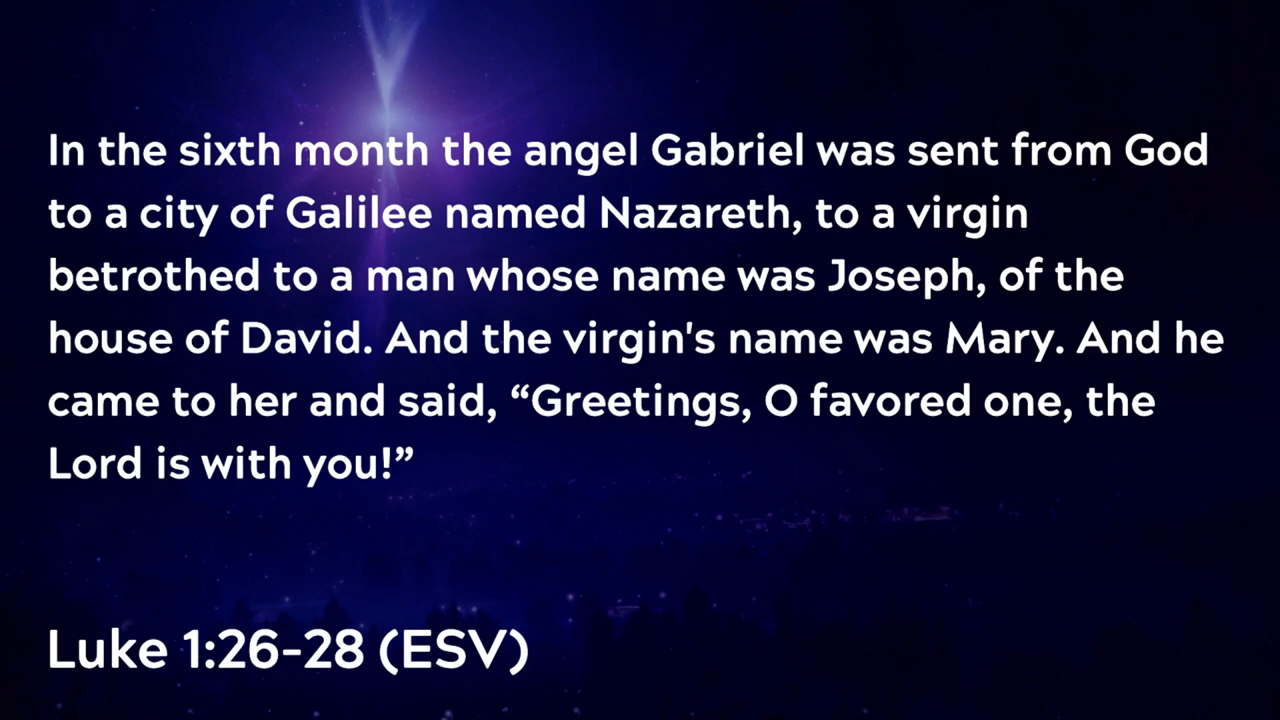 In the sixth month the angel Gabriel was sent from God
to a city of Galilee named Nazareth, to a virgin
betrothed to a man whose name was Joseph, of the
house of David. And the virgin's name was Mary. And he
came to her and said, “Greetings, O favored one, the
Lord is with you!”
Luke 1:26-28 (ESV)